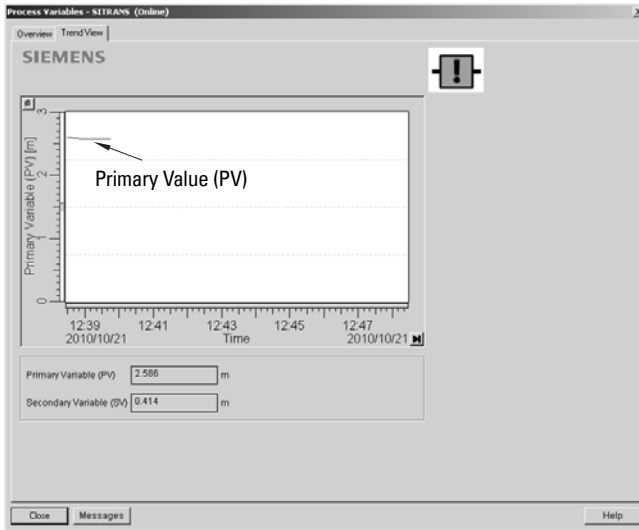 Process Variables - SITRANS (Online)
Overview Trend View
SIEMENS
!
3
2
1
0
Primary Variable (PV) [m]
Primary Value (PV)
12:39 12:41 12:43 12:45 12:47
2010/10/21 Time 2010/10/21
Primary Variable (PV) 2.586 m
Secondary Variable (SV) 0.414 m
Close Messages Help